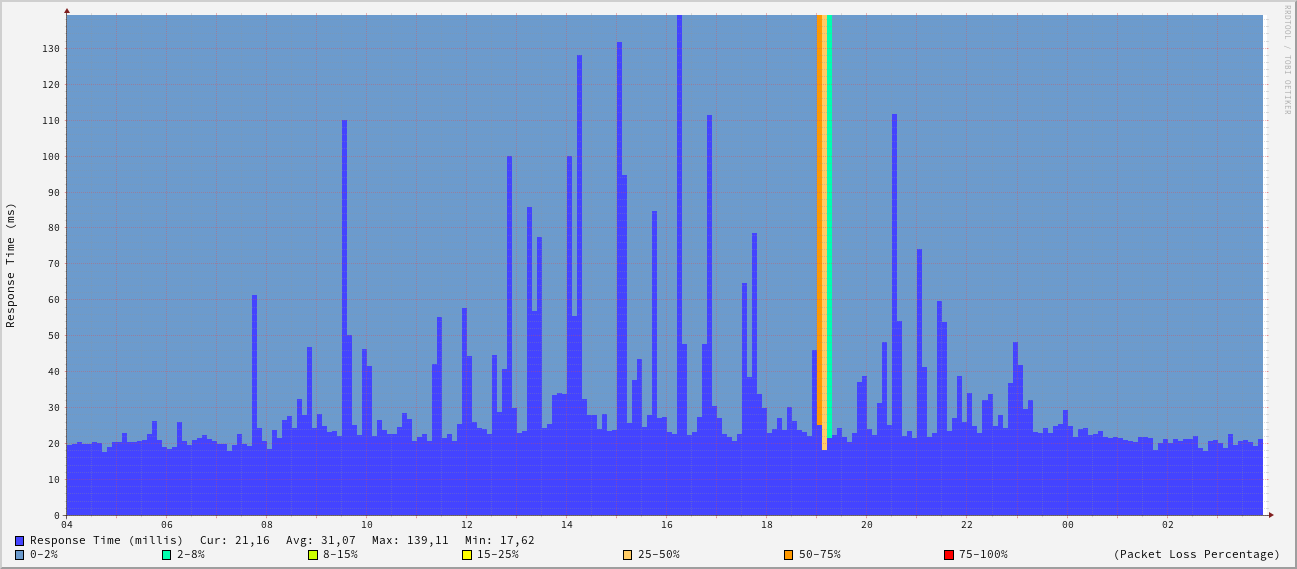 RRDTOOL / TOBI OETIKER
Response Time (ms)
130
120
110
100
90
80
70
60
50
40
30
20
10
0
04 06 08 10 12 14 16 18 20 22 00 02
Response Time (millis) Cur: 21,16 Avg: 31,07 Max: 139,11 Min: 17,62
0-2% 2-8% 8-15% 15-25% 25-50% 50-75% 75-100% (Packet Loss Percentage)